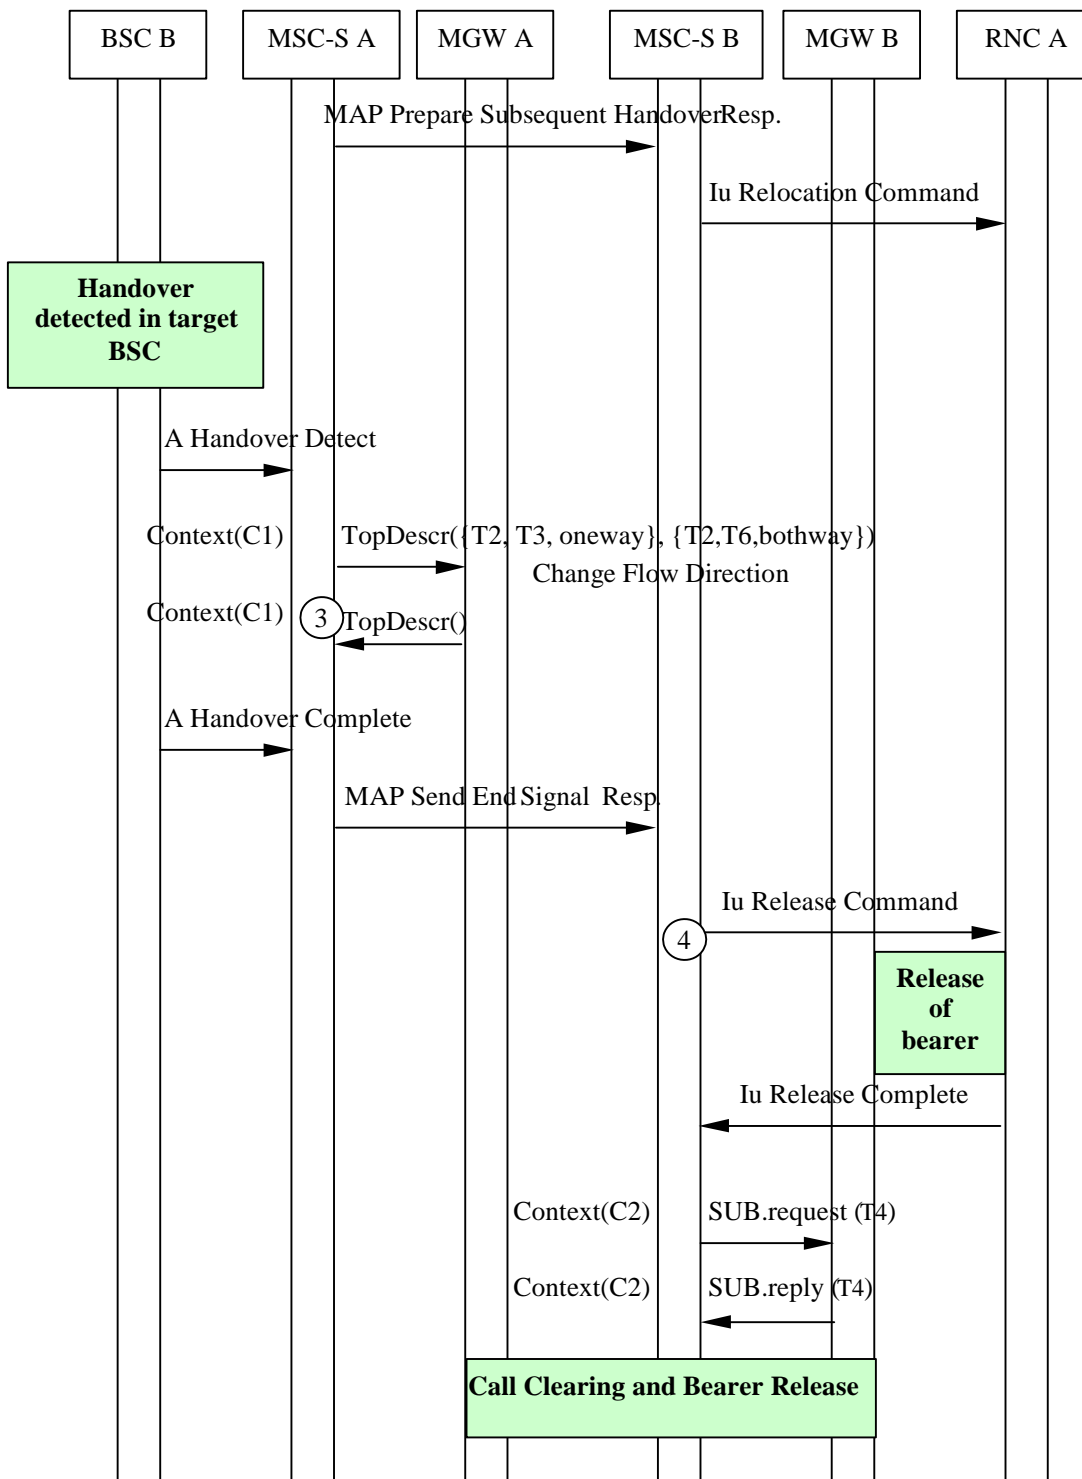 BSC B
MSC-S A
MGW A
MSC-S B
MGW B
RNC A
MAP Prepare Subsequent HandoverResp.
Iu Relocation Command
Handover
detected in target
BSC
A Handover Detect
Context(C1)
TopDescr({T2, T3, oneway}, {T2,T6,bothway})
Change Flow Direction
Context(C1)
3
TopDescr()
A Handover Complete
MAP Send End Signal Resp.
Iu Release Command
4
Release
of
bearer
Iu Release Complete
Context(C2)
SUB.request (T4)
Context(C2)
SUB.reply (T4)
Call Clearing and Bearer Release